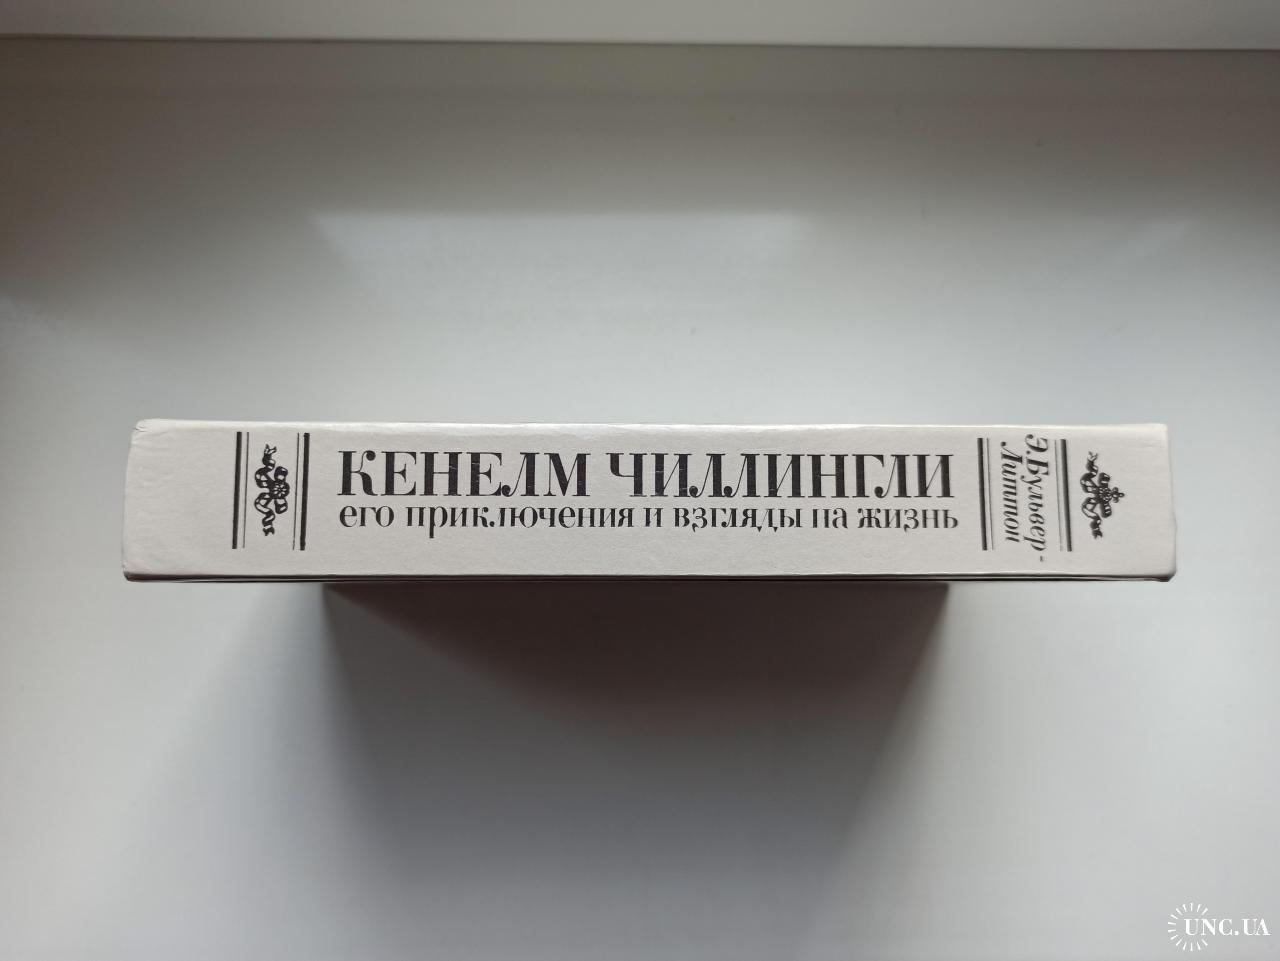 КЕНЕЛМ ЧИЛЛИНГЛИ
его приключения и взгляды на жизнь
Э.Бульвер-
Литтон
UNC.UA